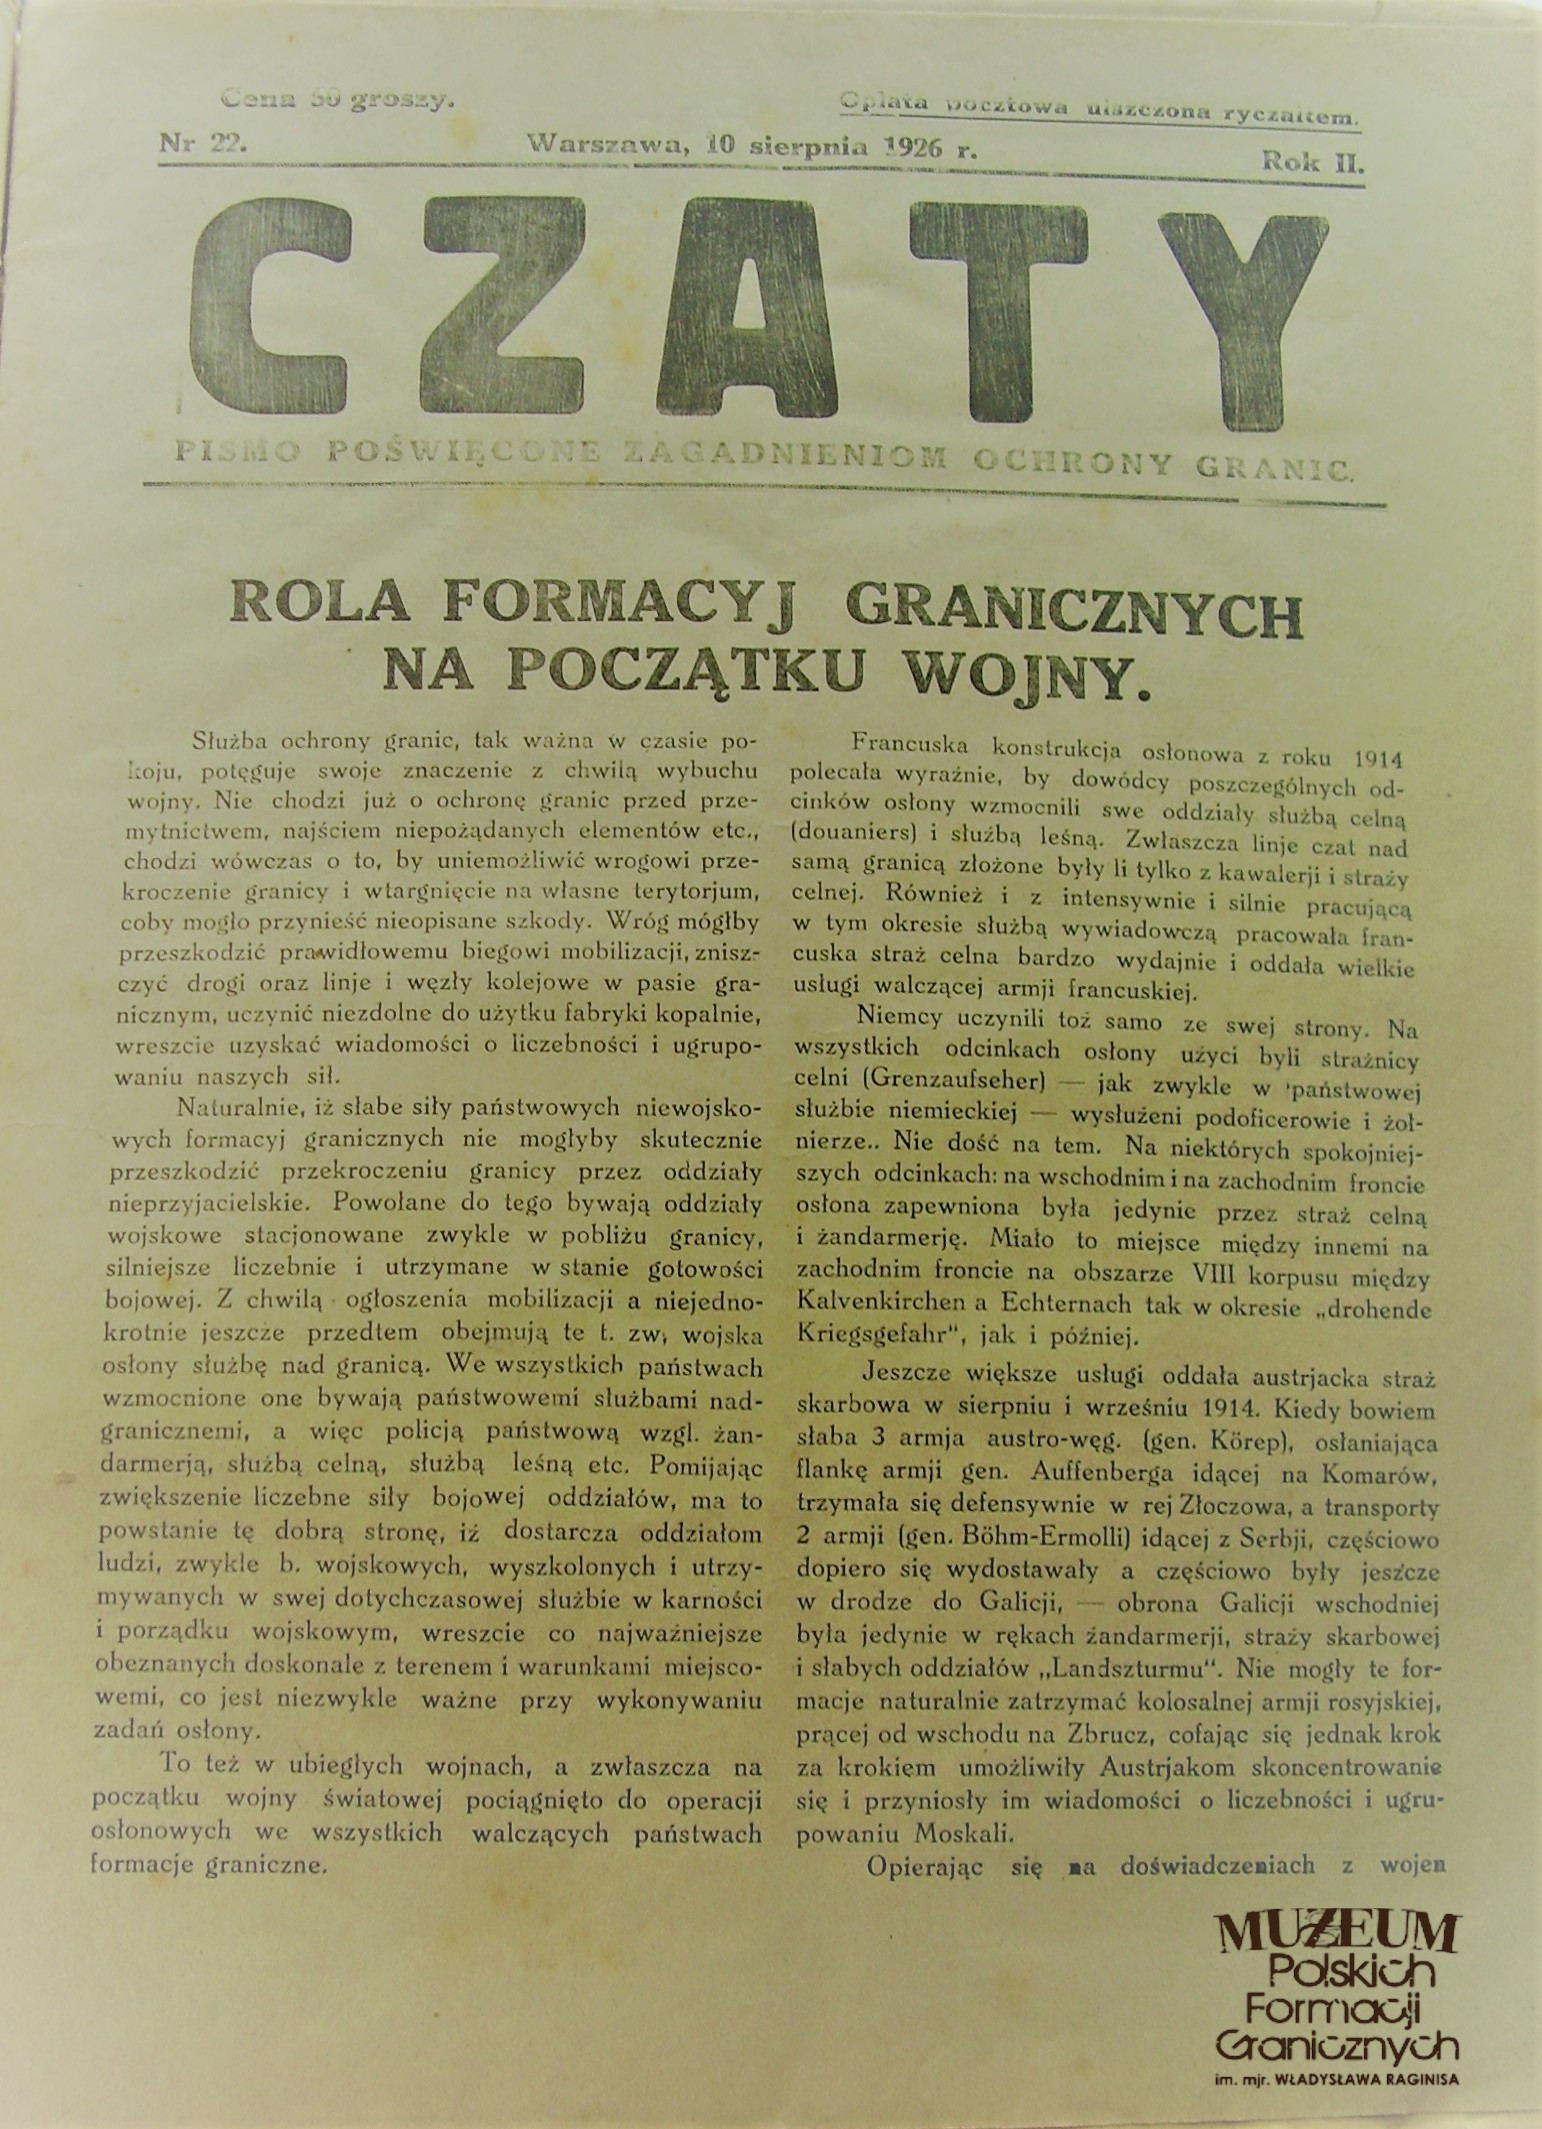 Cena 50 groszy.
Opłata pocztowa uiszczona ryczałtem.
Nr 22.
Warszawa, 10 sierpnia 1926 r.
Rok II.
CZATY
PISMO POŚWIĘCONE ZAGADNIENIOM OCHRONY GRANIC.
ROLA FORMACYJ GRANICZNYCH
NA POCZĄTKU WOJNY.
Służba ochrony granic, tak ważna w czasie po-
koju, potęguje swoje znaczenie z chwilą wybuchu
wojny. Nie chodzi już o ochronę granic przed prze-
mytnictwem, najściem niepożądanych elementów etc.,
chodzi wówczas o to, by uniemożliwić wrogowi prze-
kroczenie granicy i wtargnięcie na własne terytorjum,
coby mogło przynieść nieopisane szkody. Wróg mógłby
przeszkodzić prawidłowemu biegowi mobilizacji, znisz-
czyć drogi oraz linje i węzły kolejowe w pasie gra-
nicznym, uczynić niezdolne do użytku fabryki kopalnie,
wreszcie uzyskać wiadomości o liczebności i ugrupo-
waniu naszych sił.
Naturalnie, iż słabe siły państwowych niewojsko-
wych formacyj granicznych nie mogłyby skutecznie
przeszkodzić przekroczeniu granicy przez oddziały
nieprzyjacielskie. Powołane do tego bywają oddziały
wojskowe stacjonowane zwykle w pobliżu granicy,
silniejsze liczebnie i utrzymane w stanie gotowości
bojowej. Z chwilą ogłoszenia mobilizacji a niejedno-
krotnie jeszcze przedtem obejmują te t. zw. wojska
osłony służbę nad granicą. We wszystkich państwach
wzmocnione one bywają państwowemi służbami nad-
granicznemi, a więc policją państwową wzgl. żan-
darmerją, służbą celną, służbą leśną etc. Pomijając
zwiększenie liczebne siły bojowej oddziałów, ma to
powstanie tę dobrą stronę, iż dostarcza oddziałom
ludzi, zwykle b. wojskowych, wyszkolonych i utrzy-
mywanych w swej dotychczasowej służbie w karności
i porządku wojskowym, wreszcie co najważniejsze
obeznanych doskonale z terenem i warunkami miejsco-
wemi, co jest niezwykle ważne przy wykonywaniu
zadań osłony.
To też w ubiegłych wojnach, a zwłaszcza na
początku wojny światowej pociągnięto do operacji
osłonowych we wszystkich walczących państwach
formacje graniczne.
Francuska konstrukcja osłonowa z roku 1914
polecała wyraźnie, by dowódcy poszczególnych od-
cinków osłony wzmocnili swe oddziały służbą celną
(douaniers) i służbą leśną. Zwłaszcza linje czat nad
samą granicą złożone były li tylko z kawalerji i straży
celnej. Również i z intensywnie i silnie pracującą
w tym okresie służbą wywiadowczą pracowała fran-
cuska straż celna bardzo wydajnie i oddała wielkie
usługi walczącej armji francuskiej.
Niemcy uczynili toż samo ze swej strony. Na
wszystkich odcinkach osłony użyci byli strażnicy
celni (Grenzaufseher) — jak zwykle w państwowej
służbie niemieckiej — wysłużeni podoficerowie i żoł-
nierze.. Nie dość na tem. Na niektórych spokojniej-
szych odcinkach: na wschodnim i na zachodnim froncie
osłona zapewniona była jedynie przez straż celną
i żandarmerję. Miało to miejsce między innemi na
zachodnim froncie na obszarze VIII korpusu między
Kalvenkirchen a Echternach tak w okresie „drohende
Kriegsgefahr“, jak i później.
Jeszcze większe usługi oddała austrjacka straż
skarbowa w sierpniu i wrześniu 1914. Kiedy bowiem
słaba 3 armja austro-węg. (gen. Körep), osłaniająca
flankę armji gen. Auffenberga idącej na Komarów,
trzymała się defensywnie w rej Złoczowa, a transporty
2 armji (gen. Böhm-Ermolli) idącej z Serbji, częściowo
dopiero się wydostawały a częściowo były jeszcze
w drodze do Galicji, — obrona Galicji wschodniej
była jedynie w rękach żandarmerji, straży skarbowej
i słabych oddziałów „Landszturmu“. Nie mogły te for-
macje naturalnie zatrzymać kolosalnej armji rosyjskiej,
prącej od wschodu na Zbrucz, cofając się jednak krok
za krokiem umożliwiły Austrjakom skoncentrowanie
się i przyniosły im wiadomości o liczebności i ugru-
powaniu Moskali.
Opierając się na doświadczeniach z wojen
MUZEUM
Polskich
Formacji
Granicznych
im. mjr. WŁADYSŁAWA RAGINISA